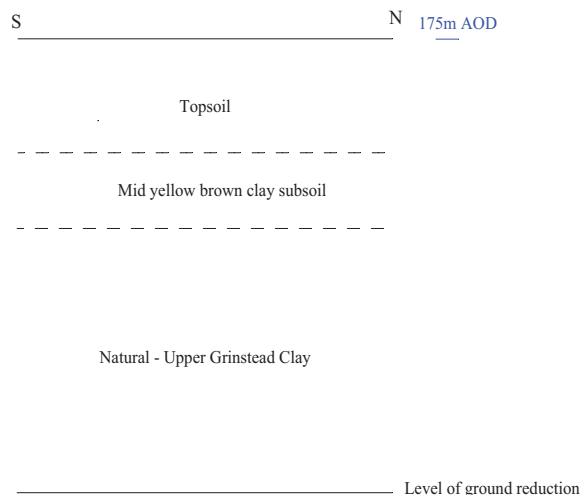 S
N
175m AOD
Topsoil
Mid yellow brown clay subsoil
Natural - Upper Grinstead Clay
Level of ground reduction